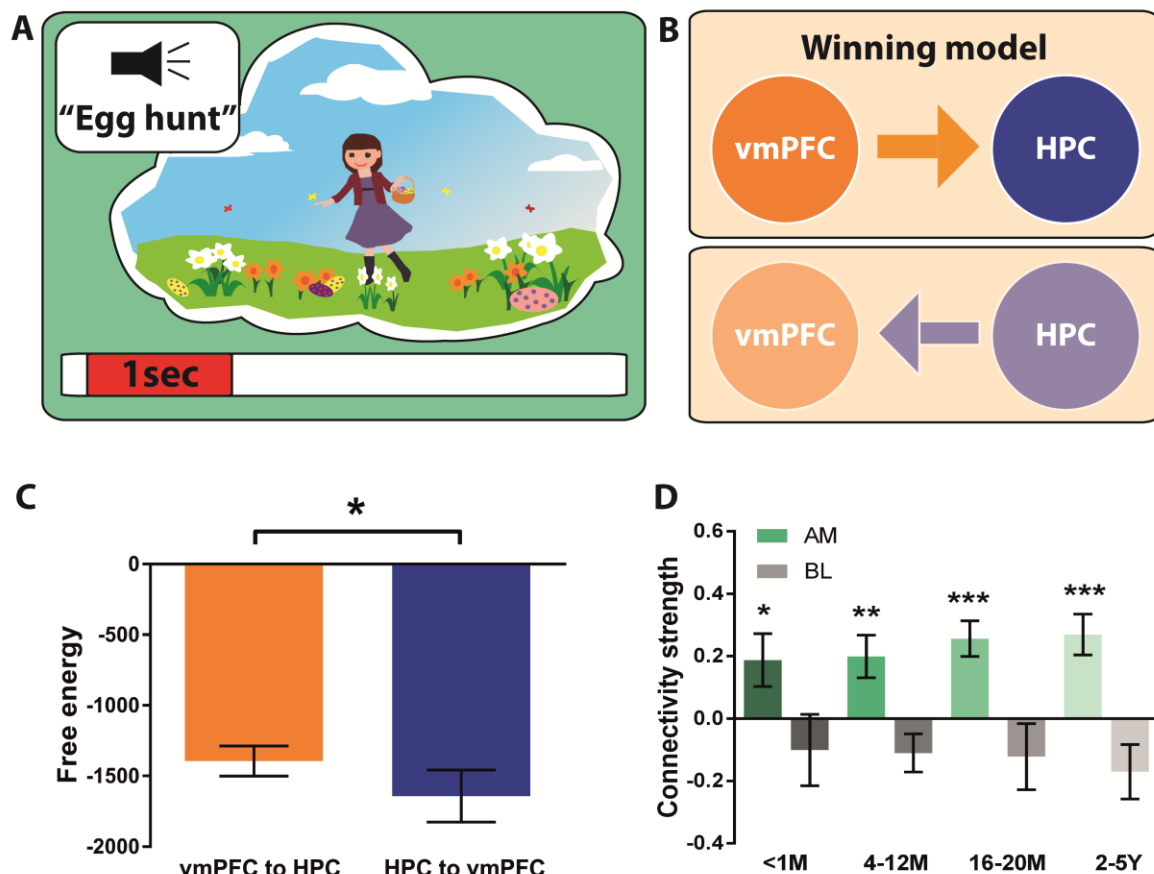 A
“Egg hunt”
1sec
B
Winning model
vmPFC
HPC
vmPFC
HPC
C
*
Free energy
0
-500
-1000
-1500
-2000
vmPFC to HPC
HPC to vmPFC
D
AM
BL
Connectivity strength
0.6
0.4
0.2
0.0
-0.2
-0.4
*
**
***
***
<1M
4-12M
16-20M
2-5Y